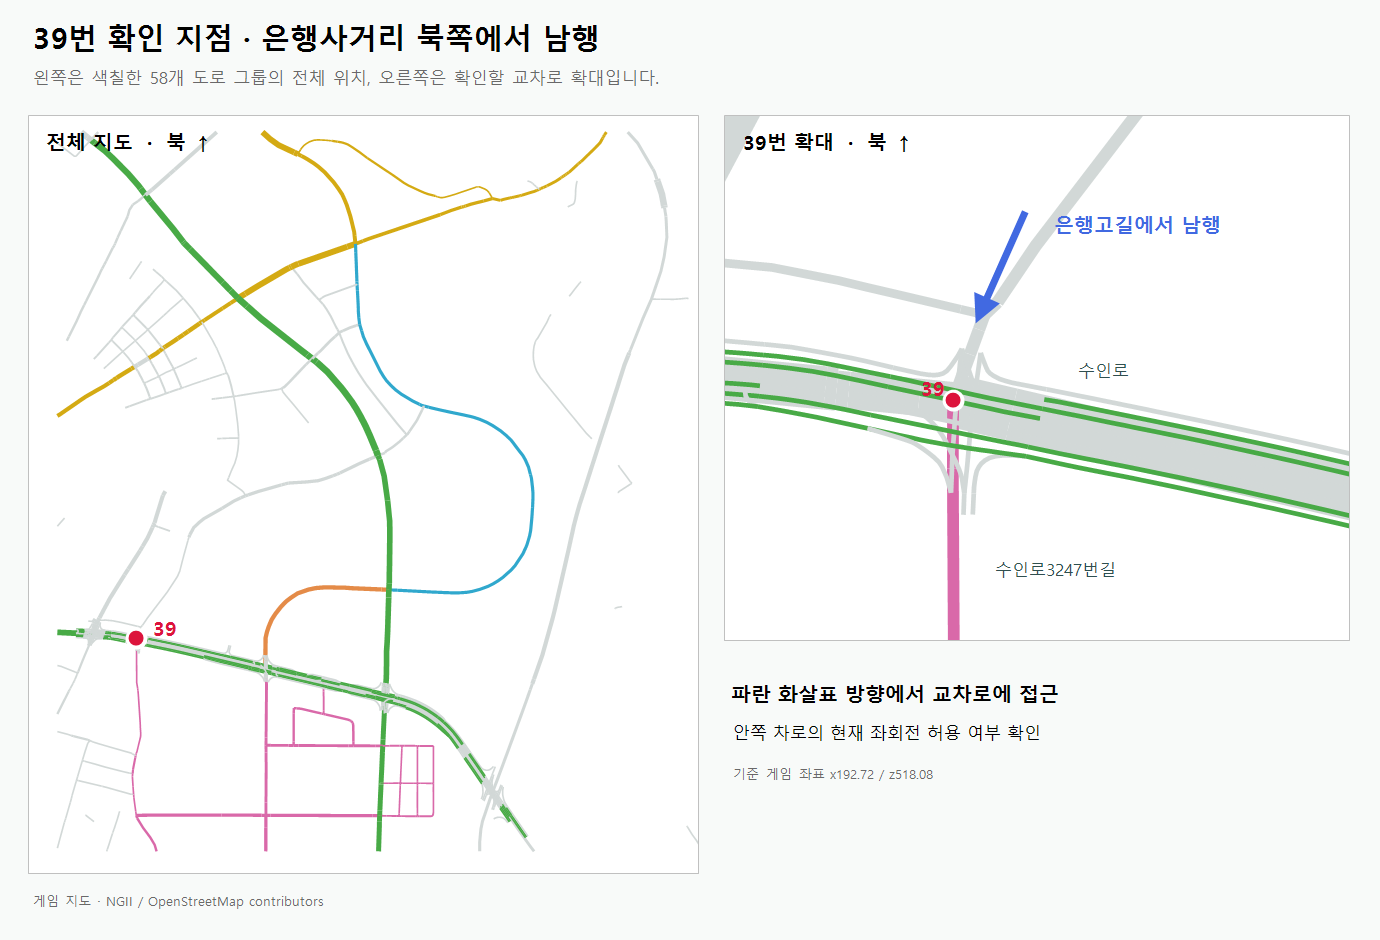 39번 확인 지점 · 은행사거리 북쪽에서 남행
왼쪽은 색칠한 58개 도로 그룹의 전체 위치, 오른쪽은 확인할 교차로 확대입니다.
전체 지도 · 북 ↑
39
39번 확대 · 북 ↑
은행고길에서 남행
수인로
39
수인로3247번길
파란 화살표 방향에서 교차로에 접근
안쪽 차로의 현재 좌회전 허용 여부 확인
기준 게임 좌표 x192.72 / z518.08
게임 지도 · NGII / OpenStreetMap contributors